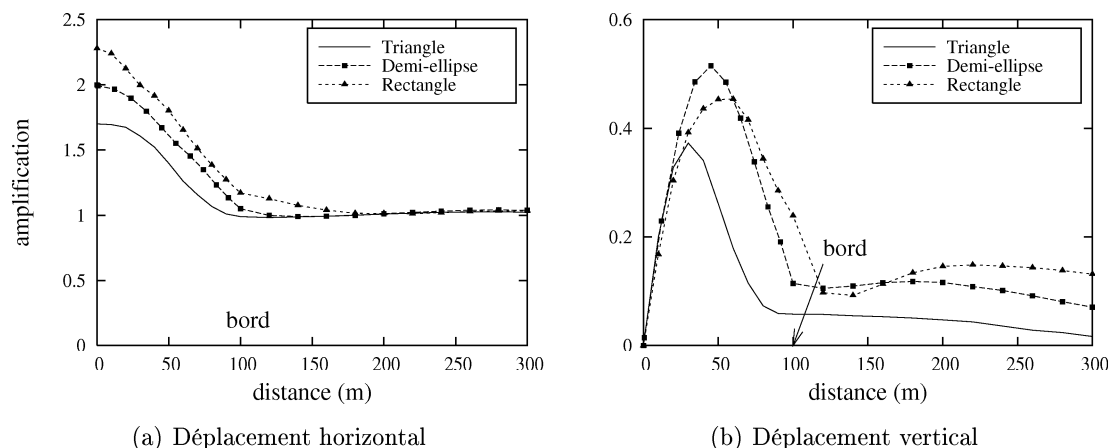 amplification
2.5
2
1.5
1
0.5
0
Triangle
Demi-ellipse
Rectangle
bord
0 50 100 150 200 250 300
distance (m)
(a) Déplacement horizontal
0.6
0.4
0.2
0
Triangle
Demi-ellipse
Rectangle
bord
0 50 100 150 200 250 300
distance (m)
(b) Déplacement vertical